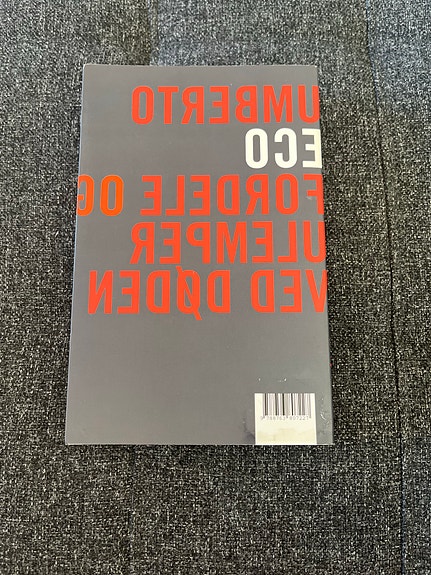 UMBERTO
ECO
FORDELE OG
ULEMPER
VED DØDEN